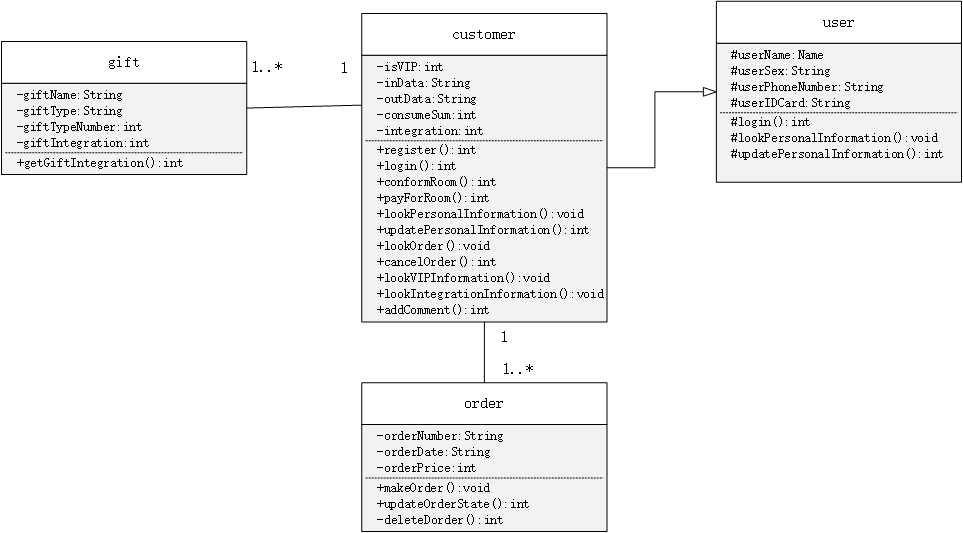 gift
-giftName:String
-giftType:String
-giftTypeNumber:int
-giftIntegration:int
+getGiftIntegration():int
1..*
1
customer
-isVIP:int
-inData:String
-outData:String
-consumeSum:int
-integration:int
+register():int
+login():int
+conformRoom():int
+payForRoom():int
+lookPersonalInformation():void
+updatePersonalInformation():int
+lookOrder():void
+cancelOrder():int
+lookVIPInformation():void
+lookIntegrationInformation():void
+addComment():int
user
#userName:Name
#userSex:String
#userPhoneNumber:String
#userIDCard:String
#login():int
#lookPersonalInformation():void
#updatePersonalInformation():int
1
1..*
order
-orderNumber:String
-orderDate:String
-orderPrice:int
+makeOrder():void
+updateOrderState():int
-deleteDorder():int